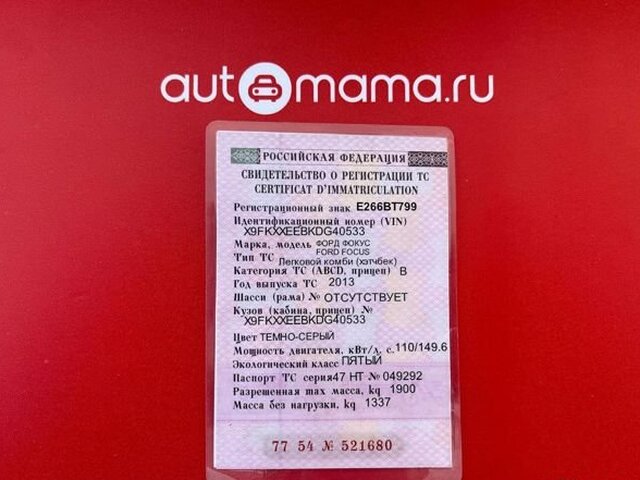 automama.ru
РОССИЙСКАЯ ФЕДЕРАЦИЯ
СВИДЕТЕЛЬСТВО О РЕГИСТРАЦИИ ТС
CERTIFICAT D'IMMATRICULATION
Регистрационный знак Е266ВТ799
Идентификационный номер (VIN)
X9FKXXEEBKDG40533
Марка, модель ФОРД ФОКУС
FORD FOCUS
Тип ТС Легковой комби (хэтчбек)
Категория ТС (ABCD, прицеп) В
Год выпуска ТС 2013
Шасси (рама) № ОТСУТСТВУЕТ
Кузов (кабина, прицеп) №
X9FKXXEEBKDG40533
Цвет ТЕМНО-СЕРЫЙ
Мощность двигателя, кВт/л. с. 110/149.6
Экологический класс ПЯТЫЙ
Паспорт ТС серия 47 НТ № 049292
Разрешенная max масса, kg 1900
Масса без нагрузки, kg 1337
77 54 № 521680